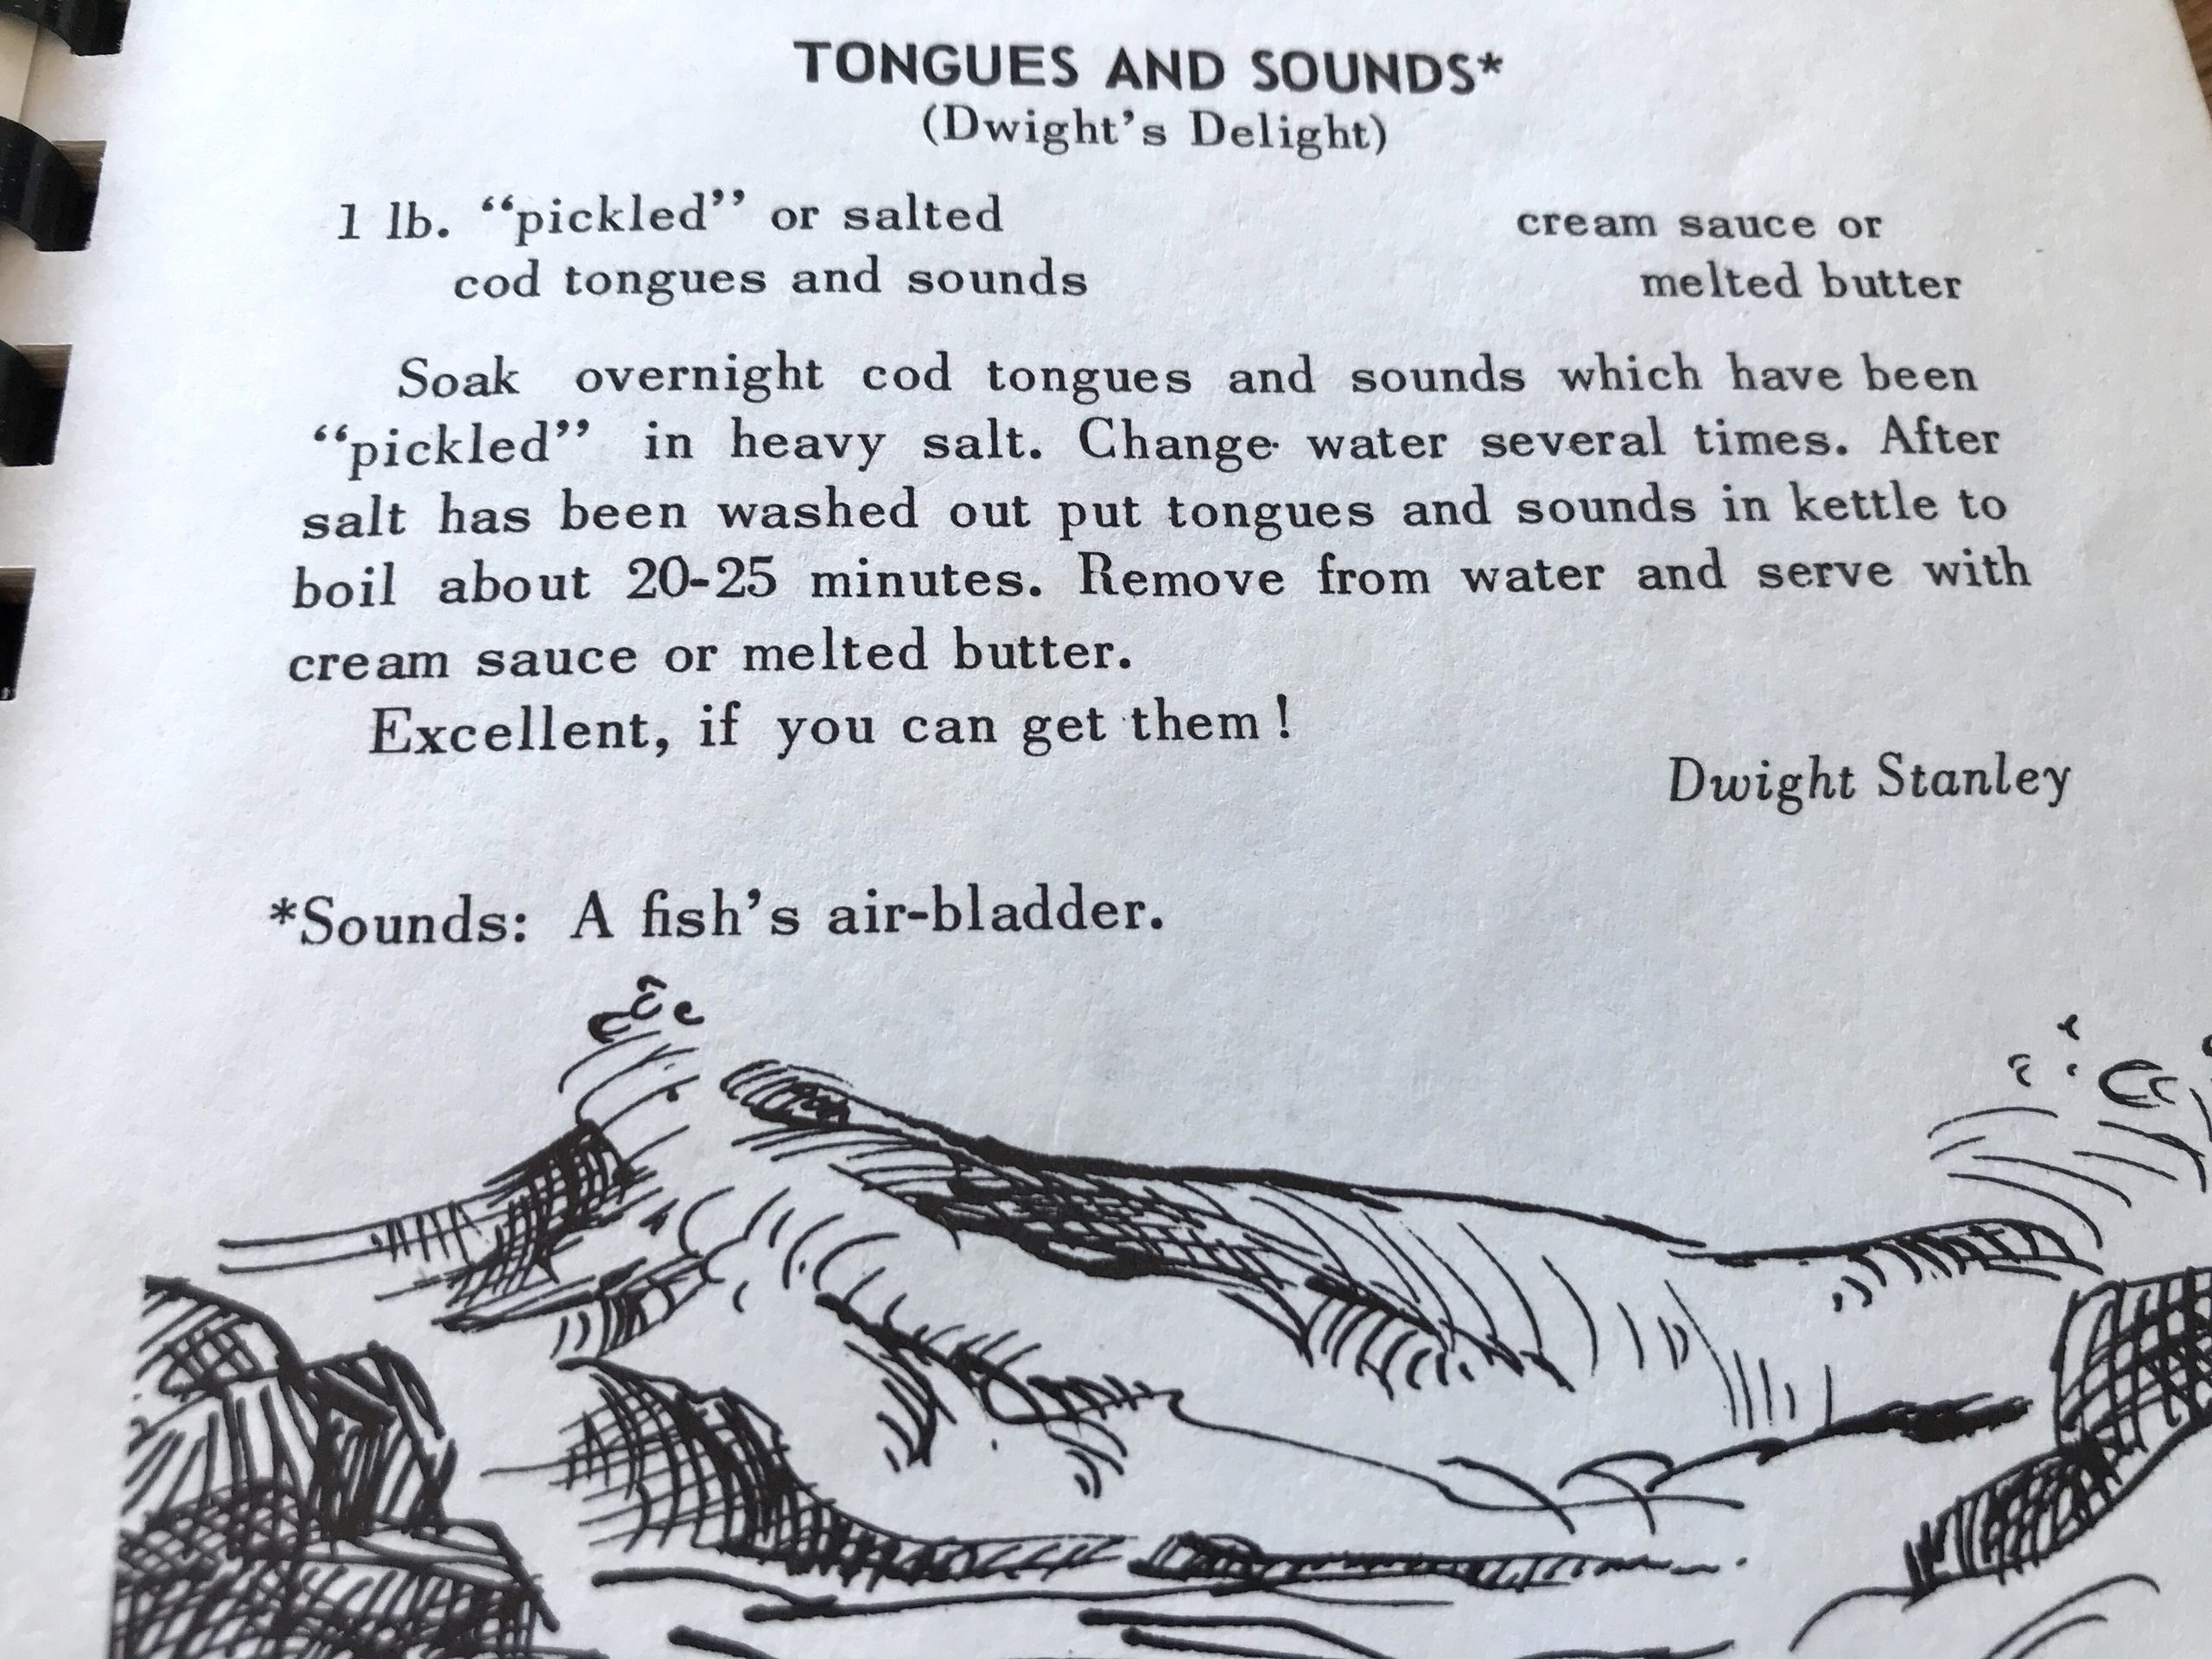 TONGUES AND SOUNDS*
(Dwight's Delight)
1 lb. “pickled” or salted
cod tongues and sounds
cream sauce or
melted butter
Soak overnight cod tongues and sounds which have been
“pickled” in heavy salt. Change water several times. After
salt has been washed out put tongues and sounds in kettle to
boil about 20-25 minutes. Remove from water and serve with
cream sauce or melted butter.
Excellent, if you can get them!
Dwight Stanley
*Sounds: A fish's air-bladder.